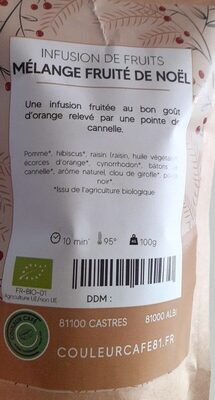 INFUSION DE FRUITS
MÉLANGE FRUITÉ DE NOËL
Une infusion fruitée au bon goût
d'orange relevé par une pointe de
cannelle.
Pomme*, hibiscus*, raisin (raisin, huile végétale)*,
écorces d'orange*, cynorrhodon*, bâtons de
cannelle*, arôme naturel, clou de girofle*, poivre
noir*
*Issu de l'agriculture biologique
10 min 95° 100g
FR-BIO-01
Agriculture UE/non UE
DDM :
COULEUR CAFÉ
81100 CASTRES 81000 ALBI
COULEURCAFE81.FR